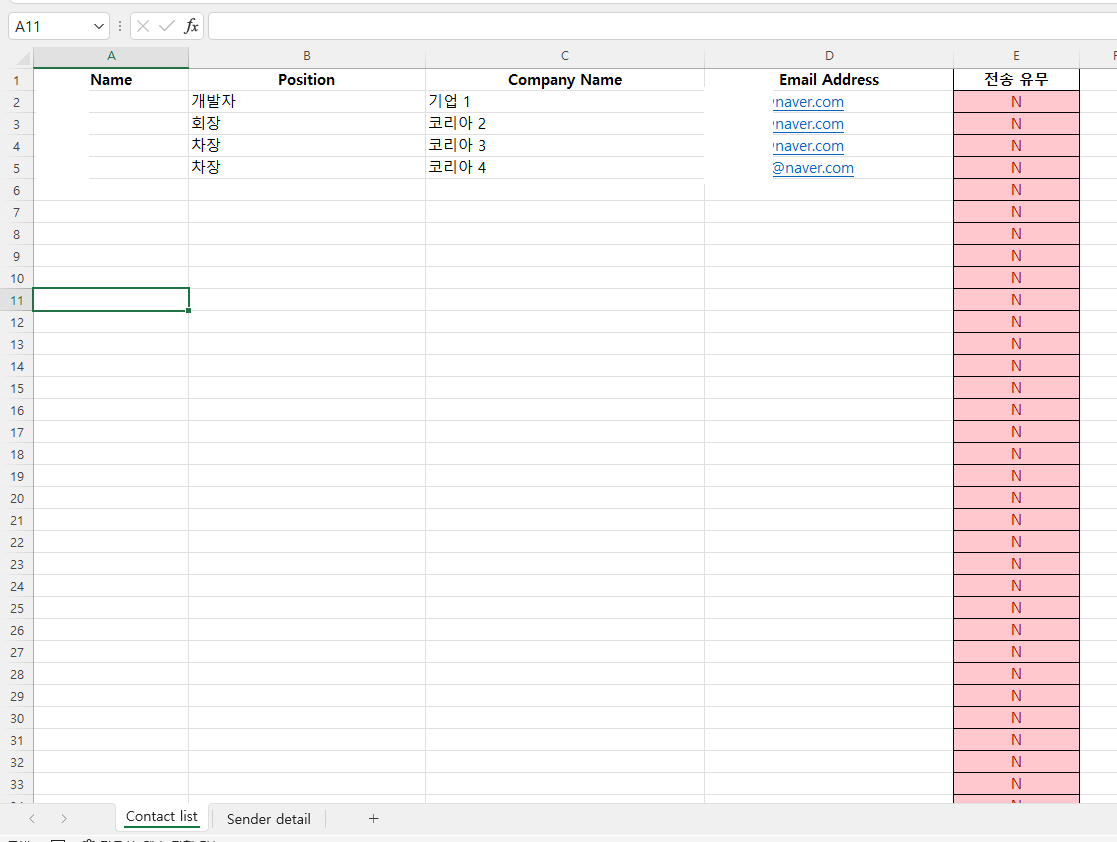 A11
fx
A B C D E
1 Name Position Company Name Email Address 전송 유무
2 개발자 기업 1 naver.com N
3 회장 코리아 2 naver.com N
4 차장 코리아 3 naver.com N
5 차장 코리아 4 @naver.com N
6 N
7 N
8 N
9 N
10 N
11 N
12 N
13 N
14 N
15 N
16 N
17 N
18 N
19 N
20 N
21 N
22 N
23 N
24 N
25 N
26 N
27 N
28 N
29 N
30 N
31 N
32 N
33 N
Contact list Sender detail +